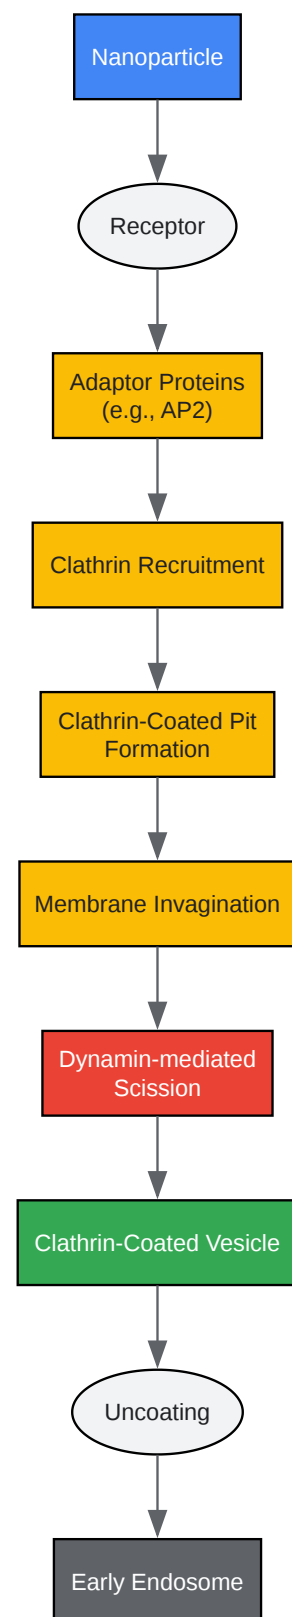 Nanoparticle
Receptor
Adaptor Proteins
(e.g., AP2)
Clathrin Recruitment
Clathrin-Coated Pit
Formation
Membrane Invagination
Dynamin-mediated
Scission
Clathrin-Coated Vesicle
Uncoating
Early Endosome